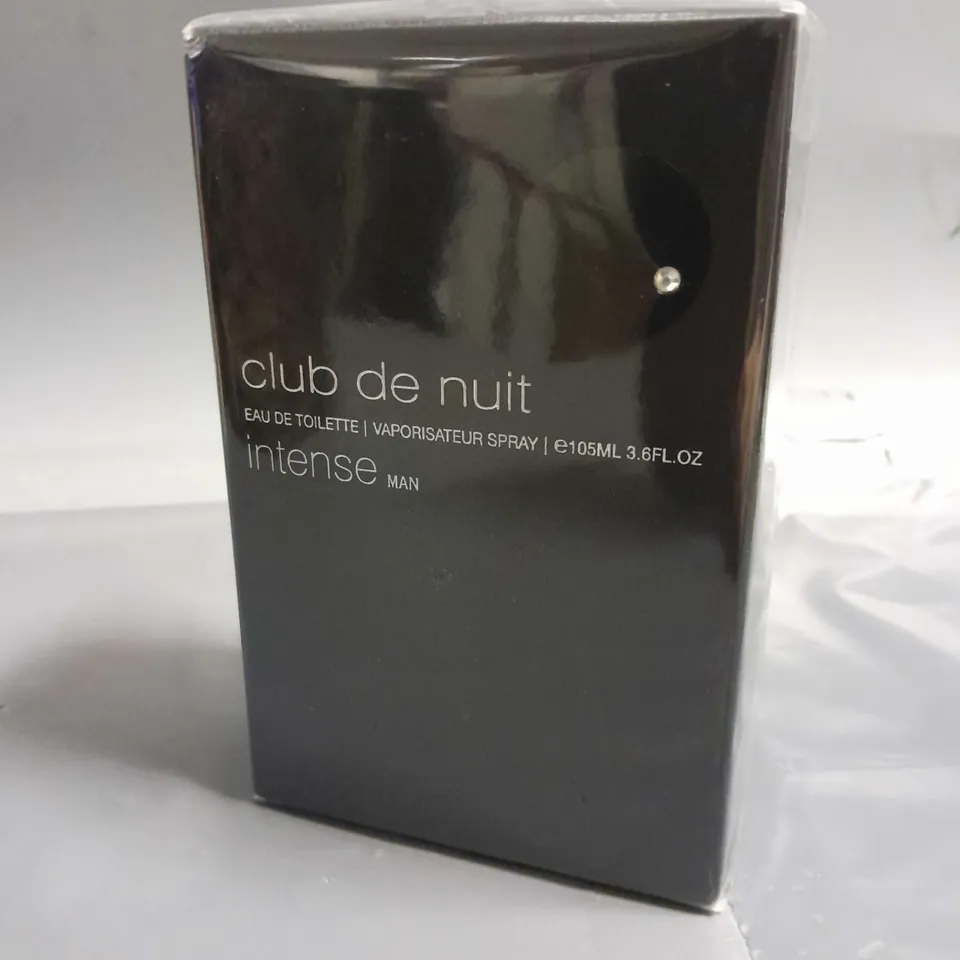 club de nuit
EAU DE TOILETTE | VAPORISATEUR SPRAY | ℮105ML 3.6FL.OZ
intense MAN